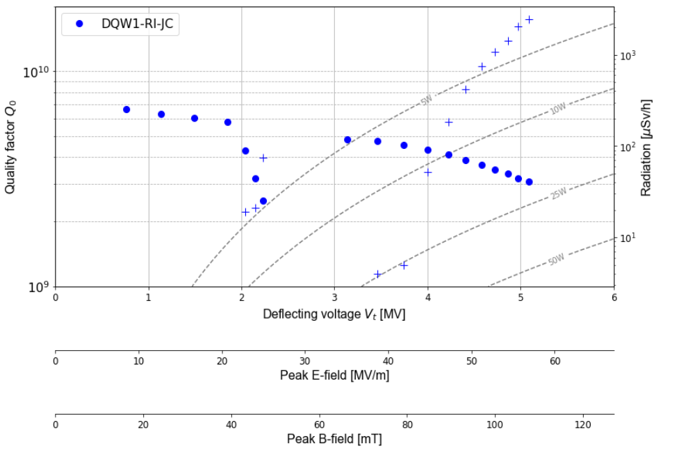 DQW1-RI-JC
Quality factor Q₀
10¹⁰
10⁹
Radiation [μSv/h]
10³
10²
10¹
5W
10W
25W
50W
0 1 2 3 4 5 6
Deflecting voltage Vₜ [MV]
0 10 20 30 40 50 60
Peak E-field [MV/m]
0 20 40 60 80 100 120
Peak B-field [mT]